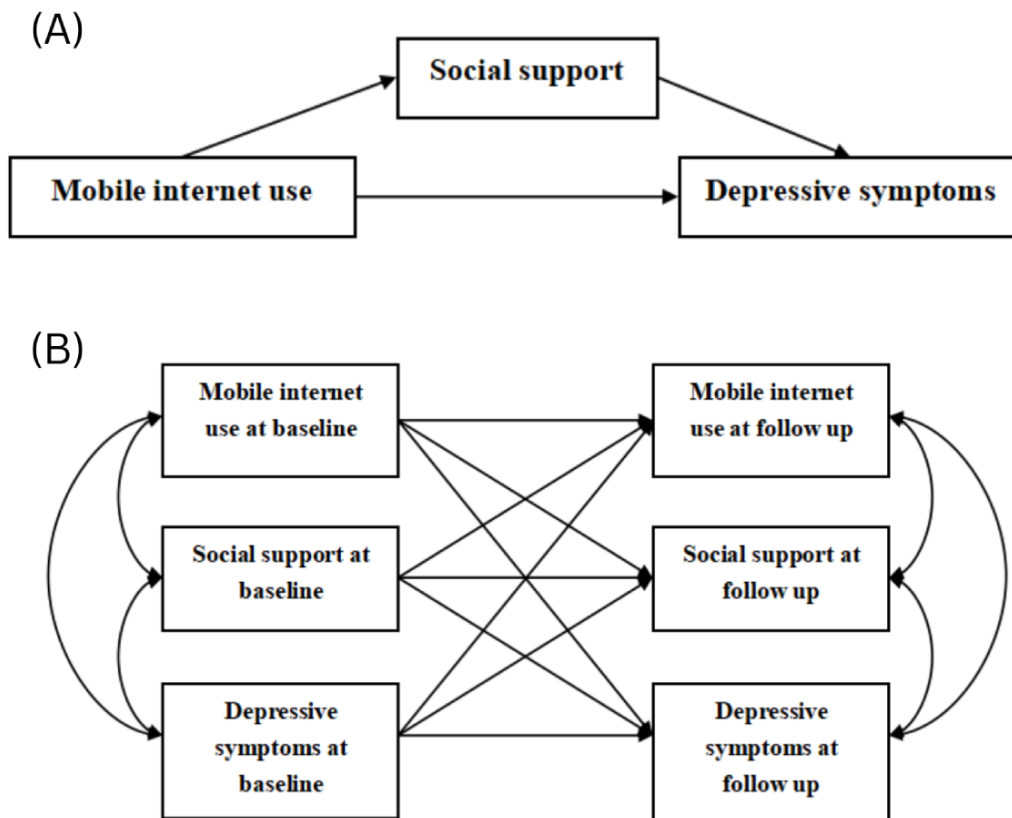 (A)
Social support
Mobile internet use
Depressive symptoms
(B)
Mobile internet
use at baseline
Mobile internet
use at follow up
Social support at
baseline
Social support at
follow up
Depressive
symptoms at
baseline
Depressive
symptoms at
follow up